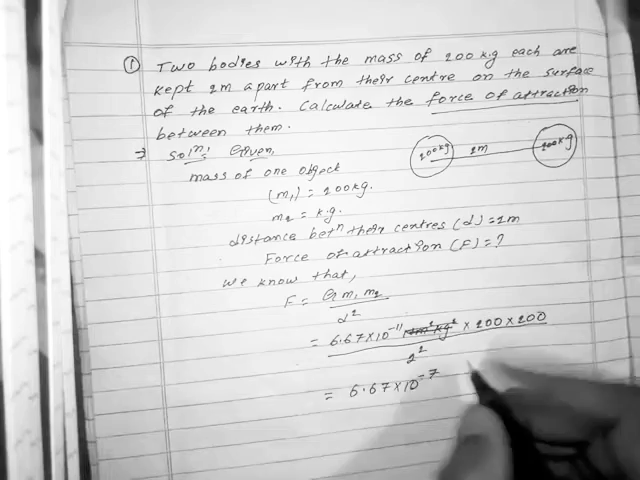 ① Two bodies with the mass of 200 k.g each are
kept 2m apart from their centre on the surface
of the earth. Calculate the force of attraction
between them.
⇒ Solⁿ: Given,
200kg 2m 200kg
mass of one object
(m₁) = 200kg.
m₂ = k.g.
distance betⁿ their centres (d) = 2m
Force of attraction (F) = ?
we know that,
F = G m₁ m₂
d²
= 6.67×10⁻¹¹ × 200 × 200
2²
= 6.67×10⁻⁷